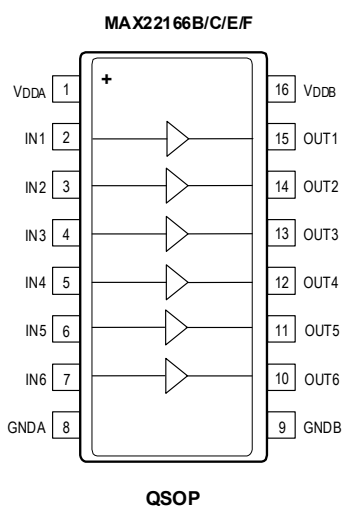 MAX22166B/C/E/F
VDDA 1 + 16 VDDB
IN1 2 15 OUT1
IN2 3 14 OUT2
IN3 4 13 OUT3
IN4 5 12 OUT4
IN5 6 11 OUT5
IN6 7 10 OUT6
GNDA 8 9 GNDB
QSOP